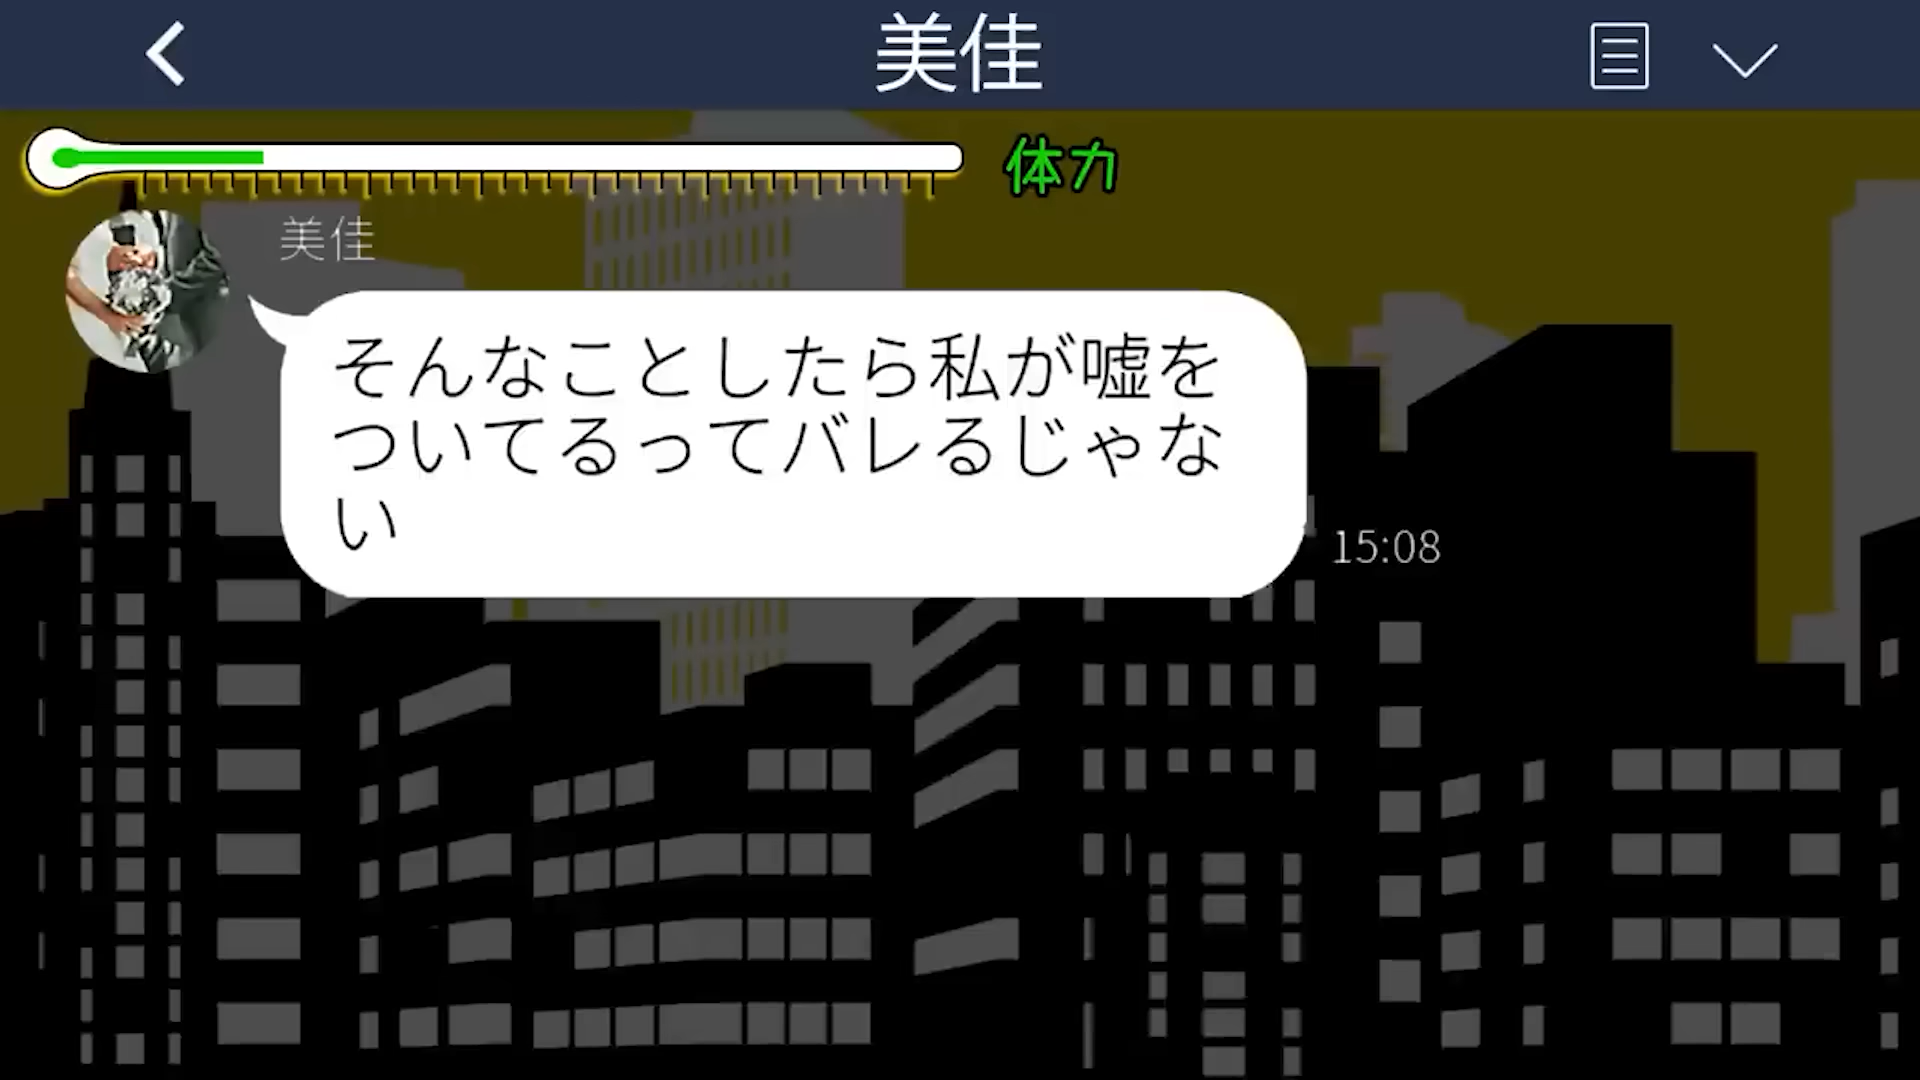 美佳
体力
美佳
そんなことしたら私が嘘を
ついてるってバレるじゃな
い
15:08